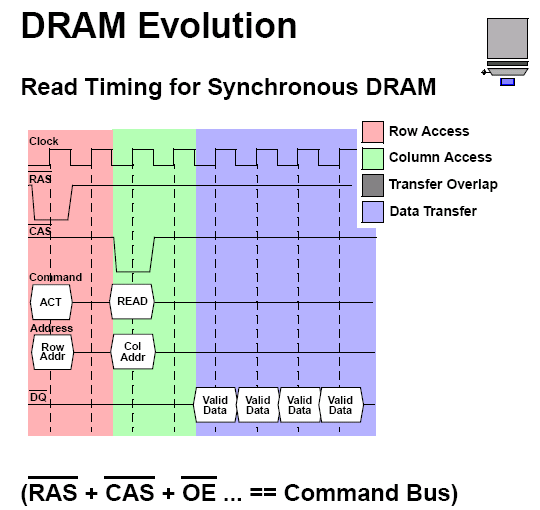 DRAM Evolution
Read Timing for Synchronous DRAM
Row Access
Column Access
Transfer Overlap
Data Transfer
Clock
RAS
CAS
Command
ACT
READ
Address
Row
Addr
Col
Addr
DQ
Valid
Data
Valid
Data
Valid
Data
Valid
Data
(RAS + CAS + OE ... == Command Bus)